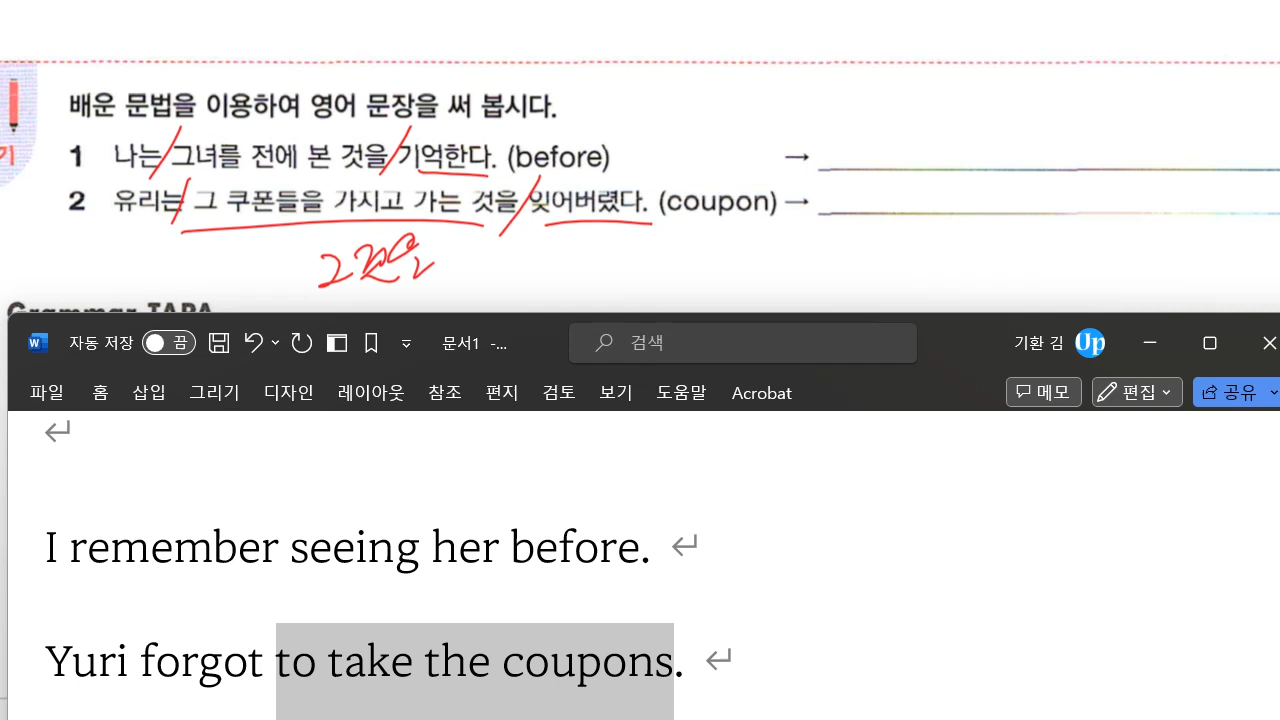 배운 문법을 이용하여 영어 문장을 써 봅시다.
기
1 나는 그녀를 전에 본 것을 기억한다. (before) →
2 유리는 그 쿠폰들을 가지고 가는 것을 잊어버렸다. (coupon) →
Grammar TAPA
자동 저장 끔 문서1 -... 검색 기환 김 Up
파일 홈 삽입 그리기 디자인 레이아웃 참조 편지 검토 보기 도움말 Acrobat 메모 편집 공유
I remember seeing her before.
Yuri forgot to take the coupons.